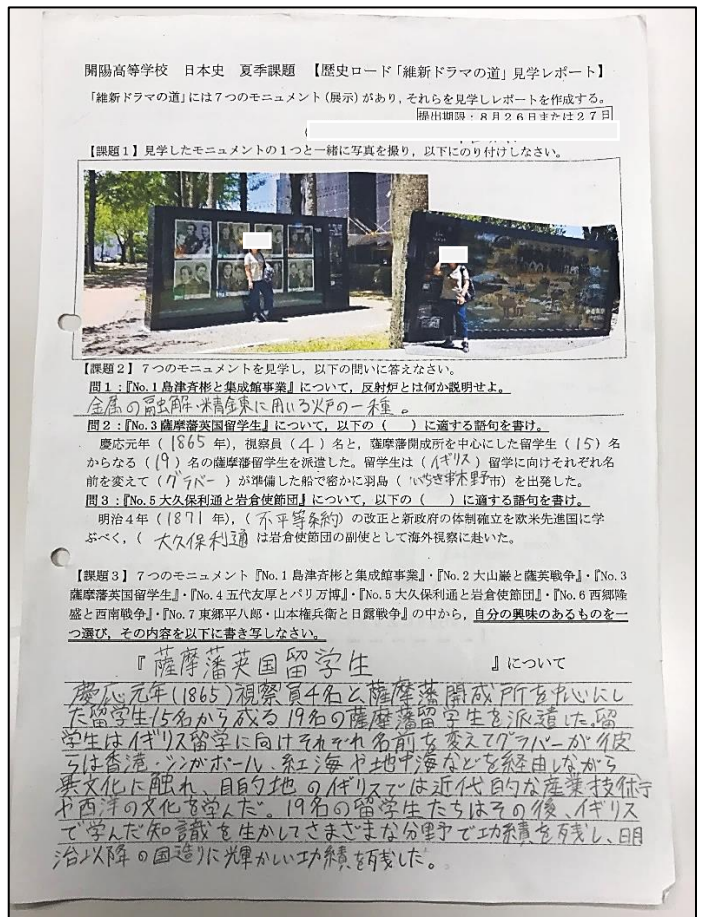 開陽高等学校　日本史　夏季課題　【歴史ロード「維新ドラマの道」見学レポート】
「維新ドラマの道」には７つのモニュメント（展示）があり，それらを見学しレポートを作成する。
提出期限：８月２６日または２７日
（
【課題１】見学したモニュメントの１つと一緒に写真を撮り，以下にのり付けしなさい。
【課題２】７つのモニュメントを見学し，以下の問いに答えなさい。
問１：『No.１島津斉彬と集成館事業』について，反射炉とは何か説明せよ。
金属の融解・精錬に用いる炉の一種。
問２：『No.３薩摩藩英国留学生』について，以下の（　　）に適する語句を書け。
慶応元年（1865年），視察員（４）名と，薩摩藩開成所を中心にした留学生（15）名
からなる（19）名の薩摩藩留学生を派遣した。留学生は（イギリス）留学に向けそれぞれ名
前を変えて（グラバー）が準備した船で密かに羽島（いちき串木野市）を出発した。
問３：『No.５大久保利通と岩倉使節団』について，以下の（　　）に適する語句を書け。
明治４年（1871年），（不平等条約）の改正と新政府の体制確立を欧米先進国に学
ぶべく，（　大久保利通　は岩倉使節団の副使として海外視察に赴いた。
【課題３】７つのモニュメント『No.１島津斉彬と集成館事業』・『No.２大山巌と薩英戦争』・『No.３
薩摩藩英国留学生』・『No.４五代友厚とパリ万博』・『No.５大久保利通と岩倉使節団』・『No.６西郷隆
盛と西南戦争』・『No.７東郷平八郎・山本権兵衛と日露戦争』の中から，自分の興味のあるものを一
つ選び，その内容を以下に書き写しなさい。
『薩摩藩英国留学生　』について
慶応元年(1865)視察員4名と薩摩藩開成所を中心にし
た留学生15名から成る19名の薩摩藩留学生を派遣した。留
学生はイギリス留学に向けそれぞれ名前を変えてグラバーが彼
らは香港・シンガポール、紅海や地中海などを経由しながら
異文化に触れ、目的地のイギリスでは近代的な産業技術
や西洋の文化を学んだ。19名の留学生たちはその後、イギリス
で学んだ知識を生かしてさまざまな分野で功績を残し、明
治以降の国造りに輝かしい功績を残した。